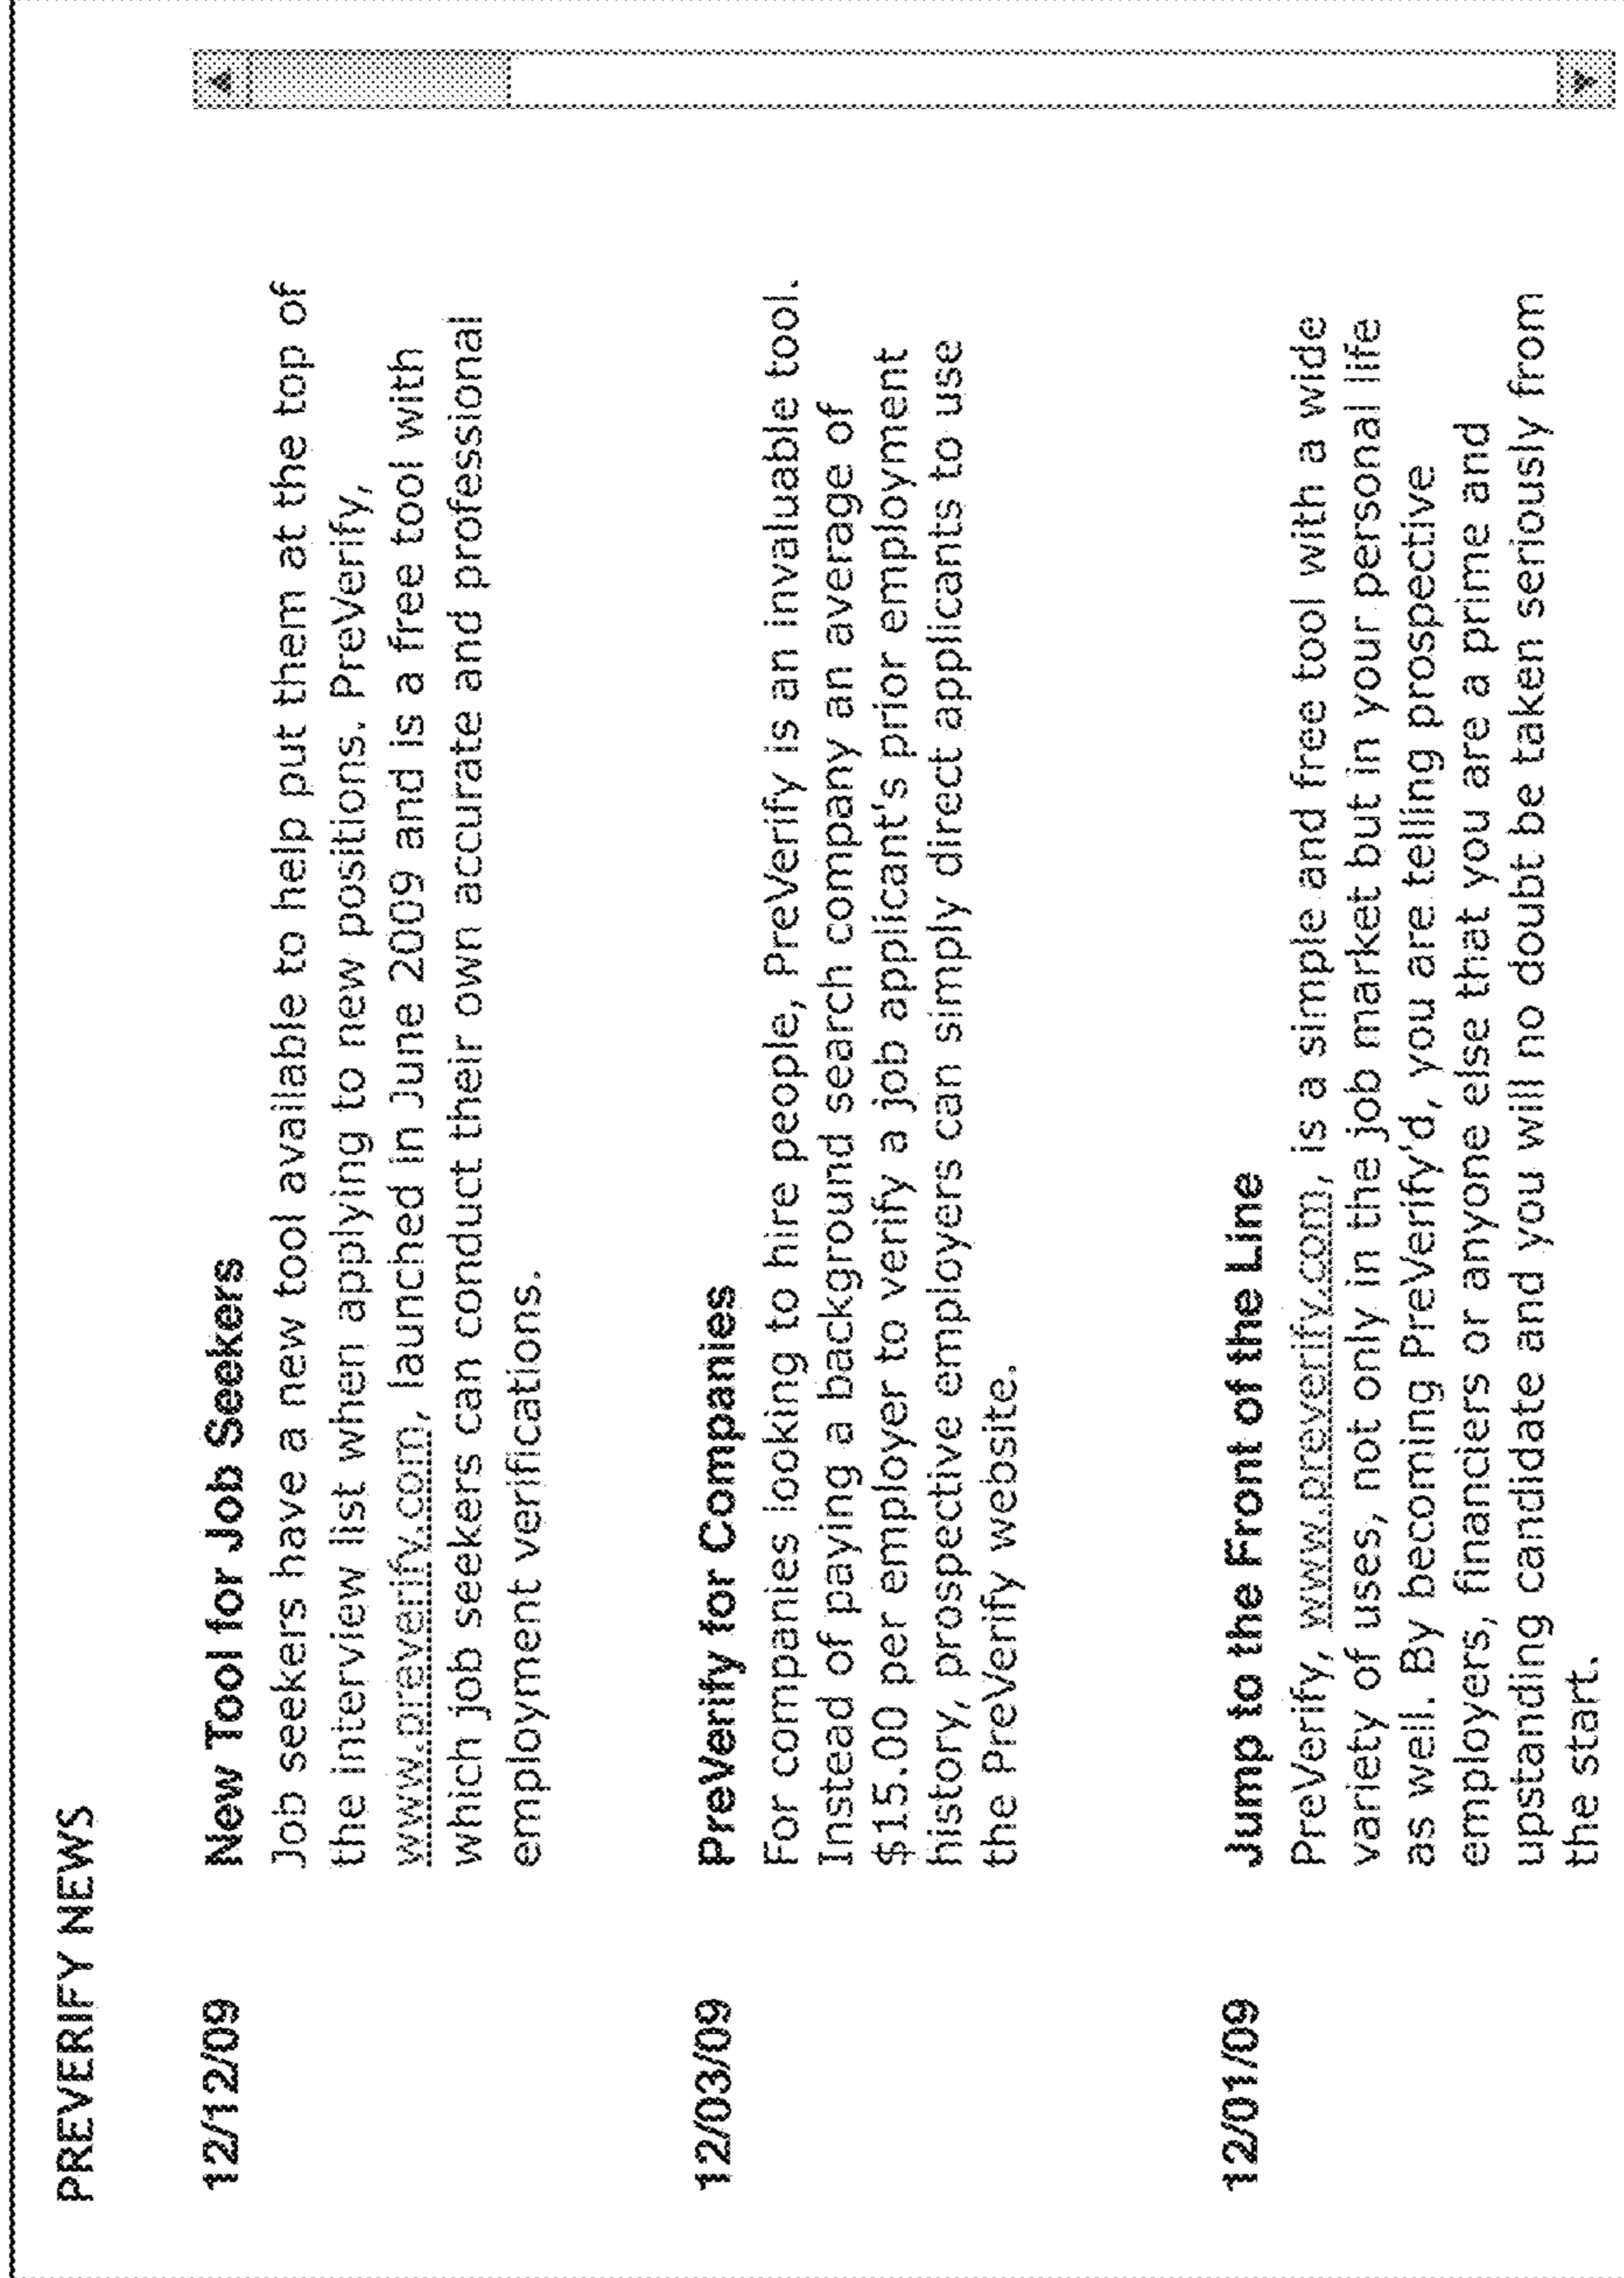 PREVERIFY NEWS
12/12/09
New Tool for Job Seekers
Job seekers have a new tool available to help put them at the top of
the interview list when applying to new positions. PreVerify,
www.preverify.com, launched in June 2009 and is a free tool with
which job seekers can conduct their own accurate and professional
employment verifications.
12/03/09
PreVerify for Companies
For companies looking to hire people, PreVerify is an invaluable tool.
Instead of paying a background search company an average of
$15.00 per employer to verify a job applicant's prior employment
history, prospective employers can simply direct applicants to use
the PreVerify website.
12/01/09
Jump to the Front of the Line
PreVerify, www.preverify.com, is a simple and free tool with a wide
variety of uses, not only in the job market but in your personal life
as well. By becoming PreVerify'd, you are telling prospective
employers, financiers or anyone else that you are a prime and
upstanding candidate and you will no doubt be taken seriously from
the start.